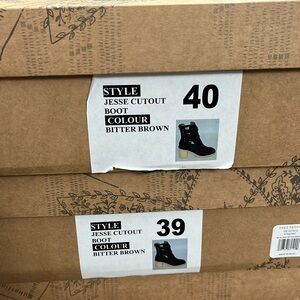 STYLE
JESSE CUTOUT
BOOT
COLOUR
BITTER BROWN
40
STYLE
JESSE CUTOUT
BOOT
COLOUR
BITTER BROWN
39